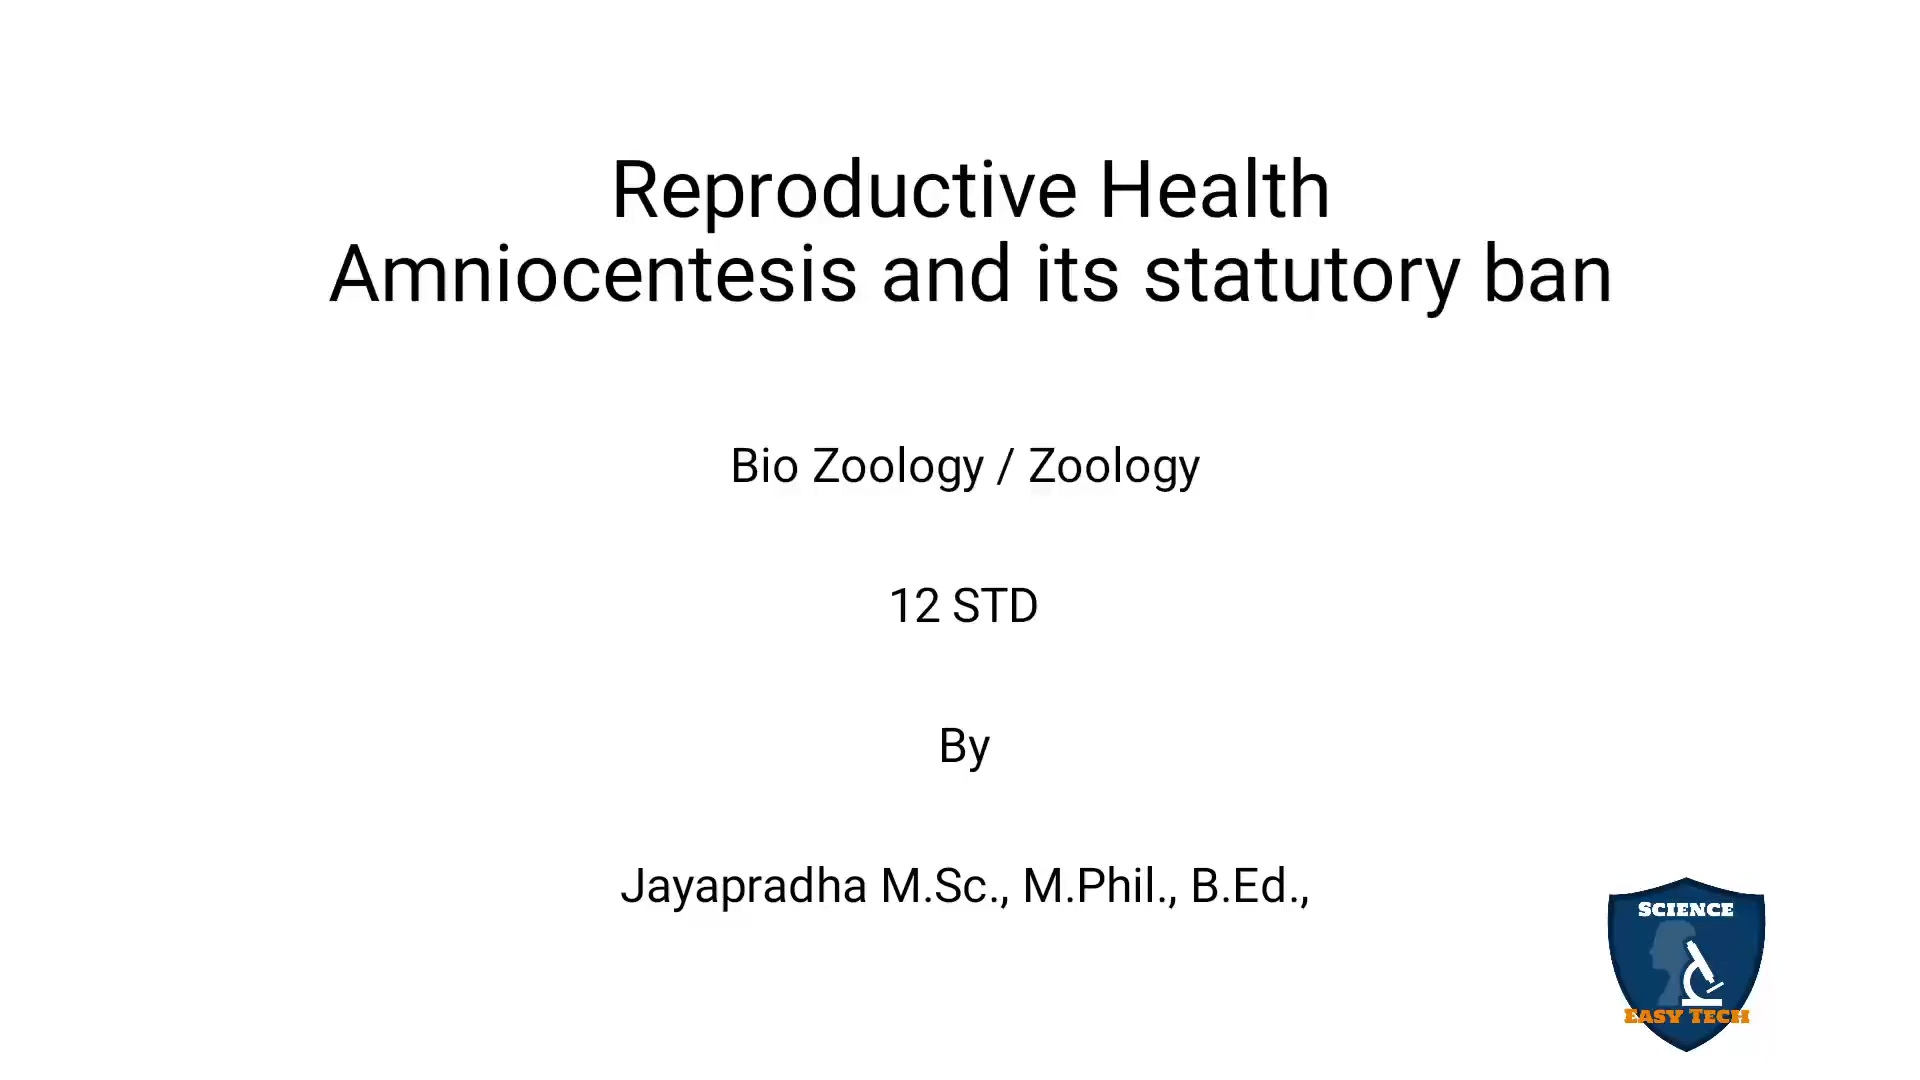 Reproductive Health
Amniocentesis and its statutory ban
Bio Zoology / Zoology
12 STD
By
Jayapradha M.Sc., M.Phil., B.Ed.,
SCIENCE
EASY TECH